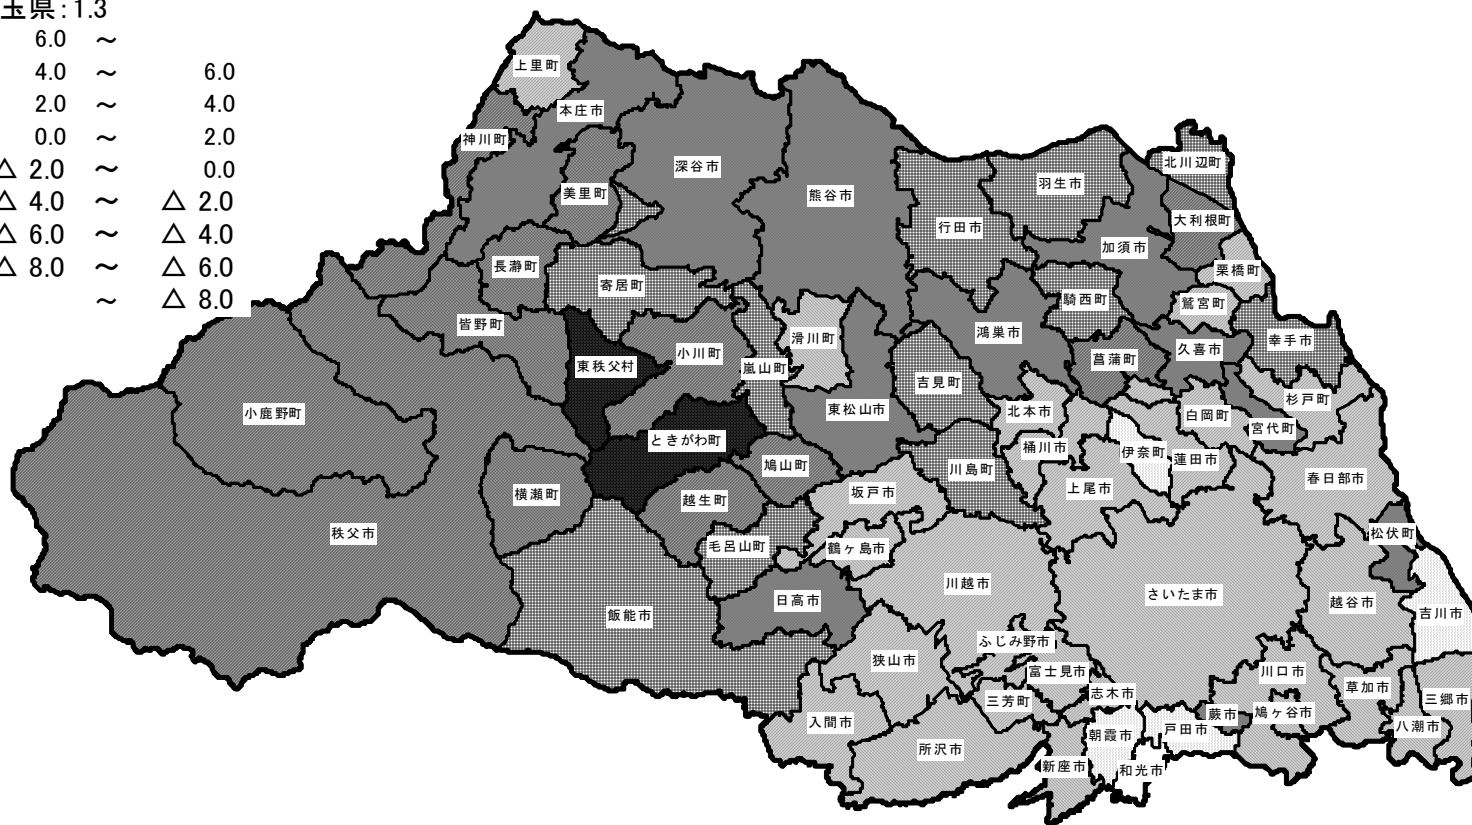 玉県:1.3
6.0 ～
4.0 ～ 6.0
2.0 ～ 4.0
0.0 ～ 2.0
△ 2.0 ～ 0.0
△ 4.0 ～ △ 2.0
△ 6.0 ～ △ 4.0
△ 8.0 ～ △ 6.0
～ △ 8.0
上里町
本庄市
神川町
美里町
深谷市
熊谷市
行田市
羽生市
北川辺町
大利根町
加須市
栗橋町
長瀞町
寄居町
騎西町
鷲宮町
皆野町
東秩父村
小川町
嵐山町
滑川町
鴻巣市
菖蒲町
久喜市
幸手市
吉見町
小鹿野町
ときがわ町
東松山市
北本市
白岡町
宮代町
杉戸町
横瀬町
鳩山町
川島町
桶川市
伊奈町
蓮田市
上尾市
春日部市
秩父市
越生町
坂戸市
毛呂山町
鶴ヶ島市
松伏町
飯能市
日高市
川越市
さいたま市
越谷市
吉川市
狭山市
ふじみ野市
富士見市
三芳町
志木市
川口市
草加市
三郷市
入間市
所沢市
新座市
朝霞市
和光市
戸田市
蕨市
鳩ヶ谷市
八潮市